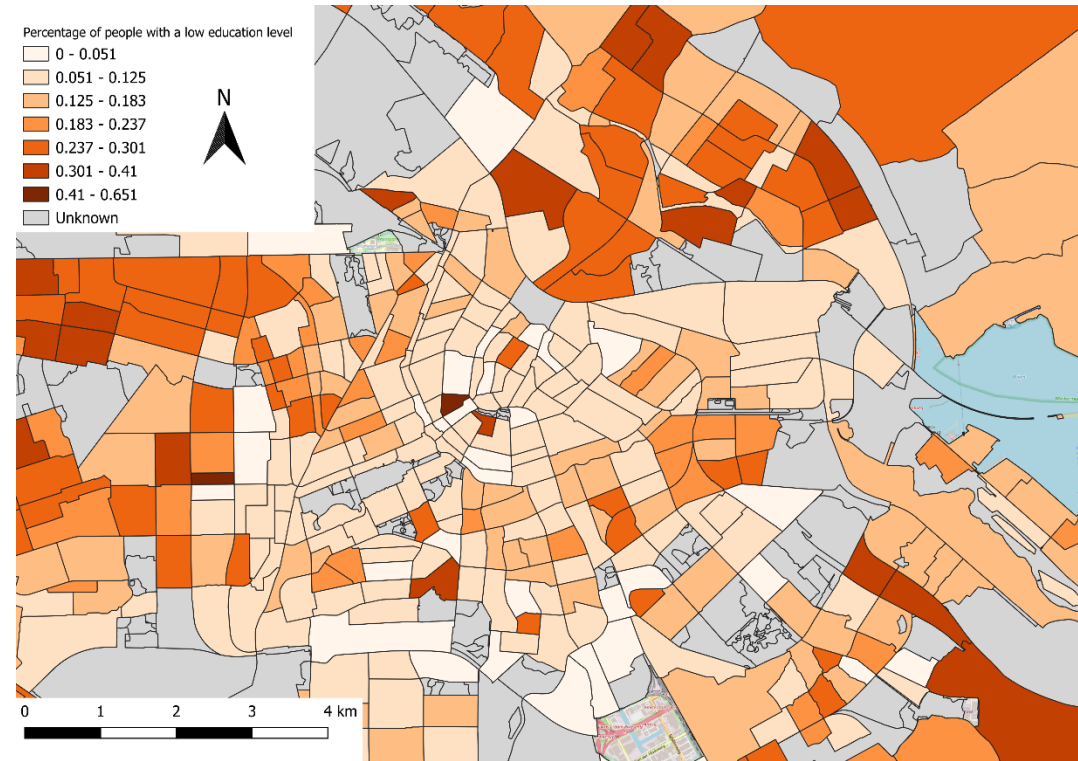 Percentage of people with a low education level
0 - 0.051
0.051 - 0.125
0.125 - 0.183
0.183 - 0.237
0.237 - 0.301
0.301 - 0.41
0.41 - 0.651
Unknown
N
0 1 2 3 4 km